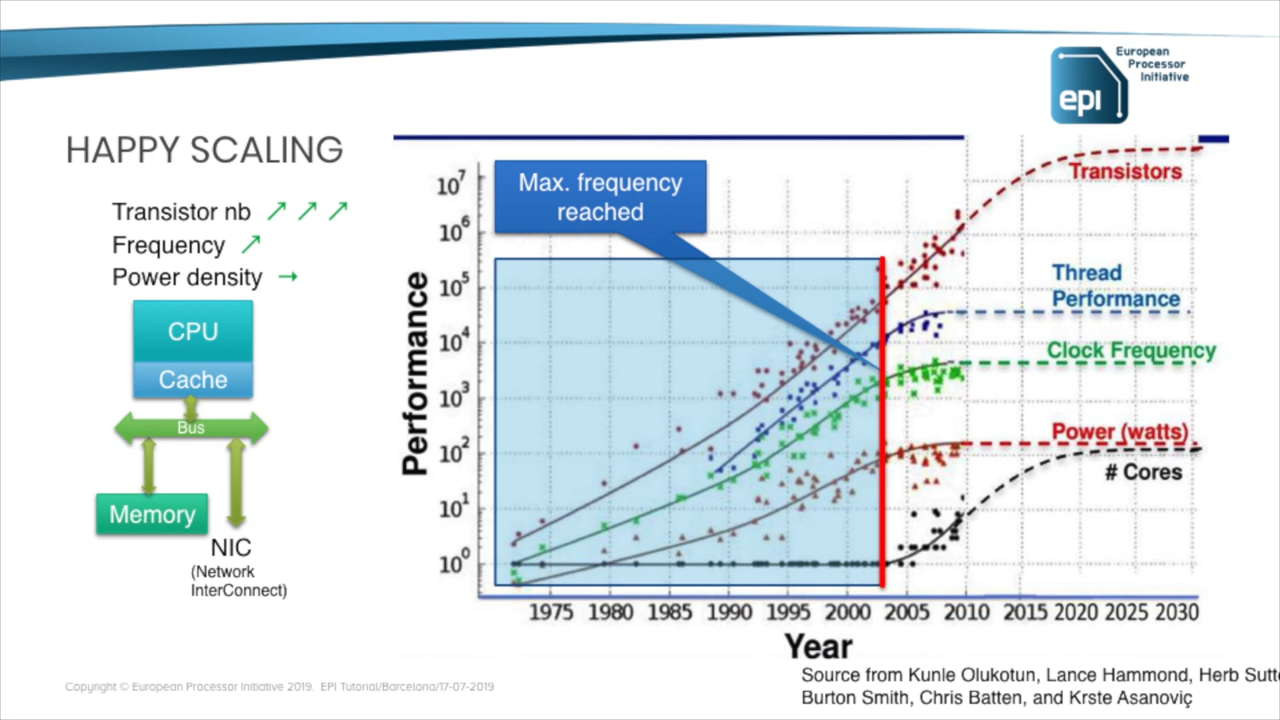 European
Processor
Initiative
epi
HAPPY SCALING
Transistor nb ↗ ↗ ↗
Frequency ↗
Power density →
CPU
Cache
Bus
Memory
NIC
(Network
InterConnect)
Max. frequency
reached
Performance
10⁷
10⁶
10⁵
10⁴
10³
10²
10¹
10⁰
Transistors
Thread
Performance
Clock Frequency
Power (watts)
# Cores
1975 1980 1985 1990 1995 2000 2005 2010 2015 2020 2025 2030
Year
Source from Kunle Olukotun, Lance Hammond, Herb Sutte
Burton Smith, Chris Batten, and Krste Asanoviç
Copyright © European Processor Initiative 2019. EPI Tutorial/Barcelona/17-07-2019